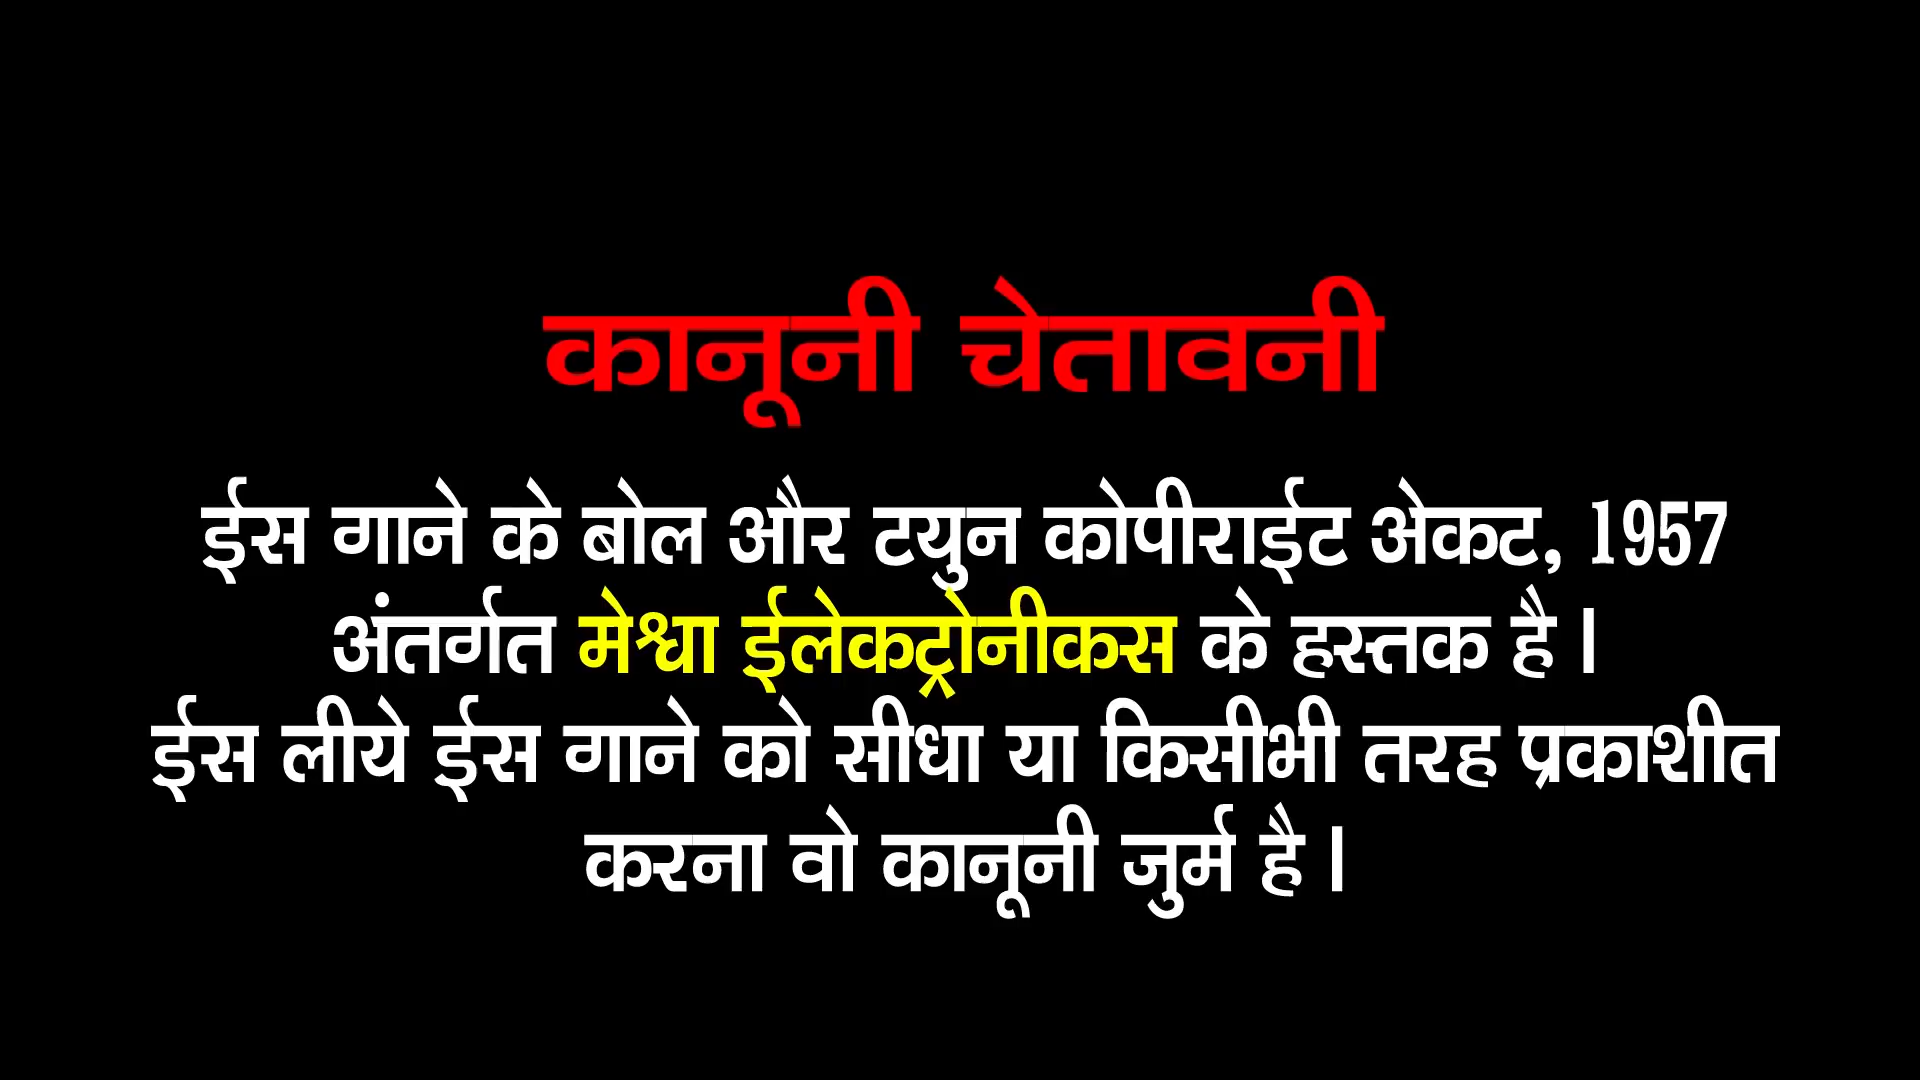 कानूनी चेतावनी
ईस गाने के बोल और टयुन कोपीराईट अेकट, 1957
अंतर्गत मेश्वा ईलेकट्रोनीकस के हस्तक है ।
ईस लीये ईस गाने को सीधा या किसीभी तरह प्रकाशीत
करना वो कानूनी जुर्म है ।